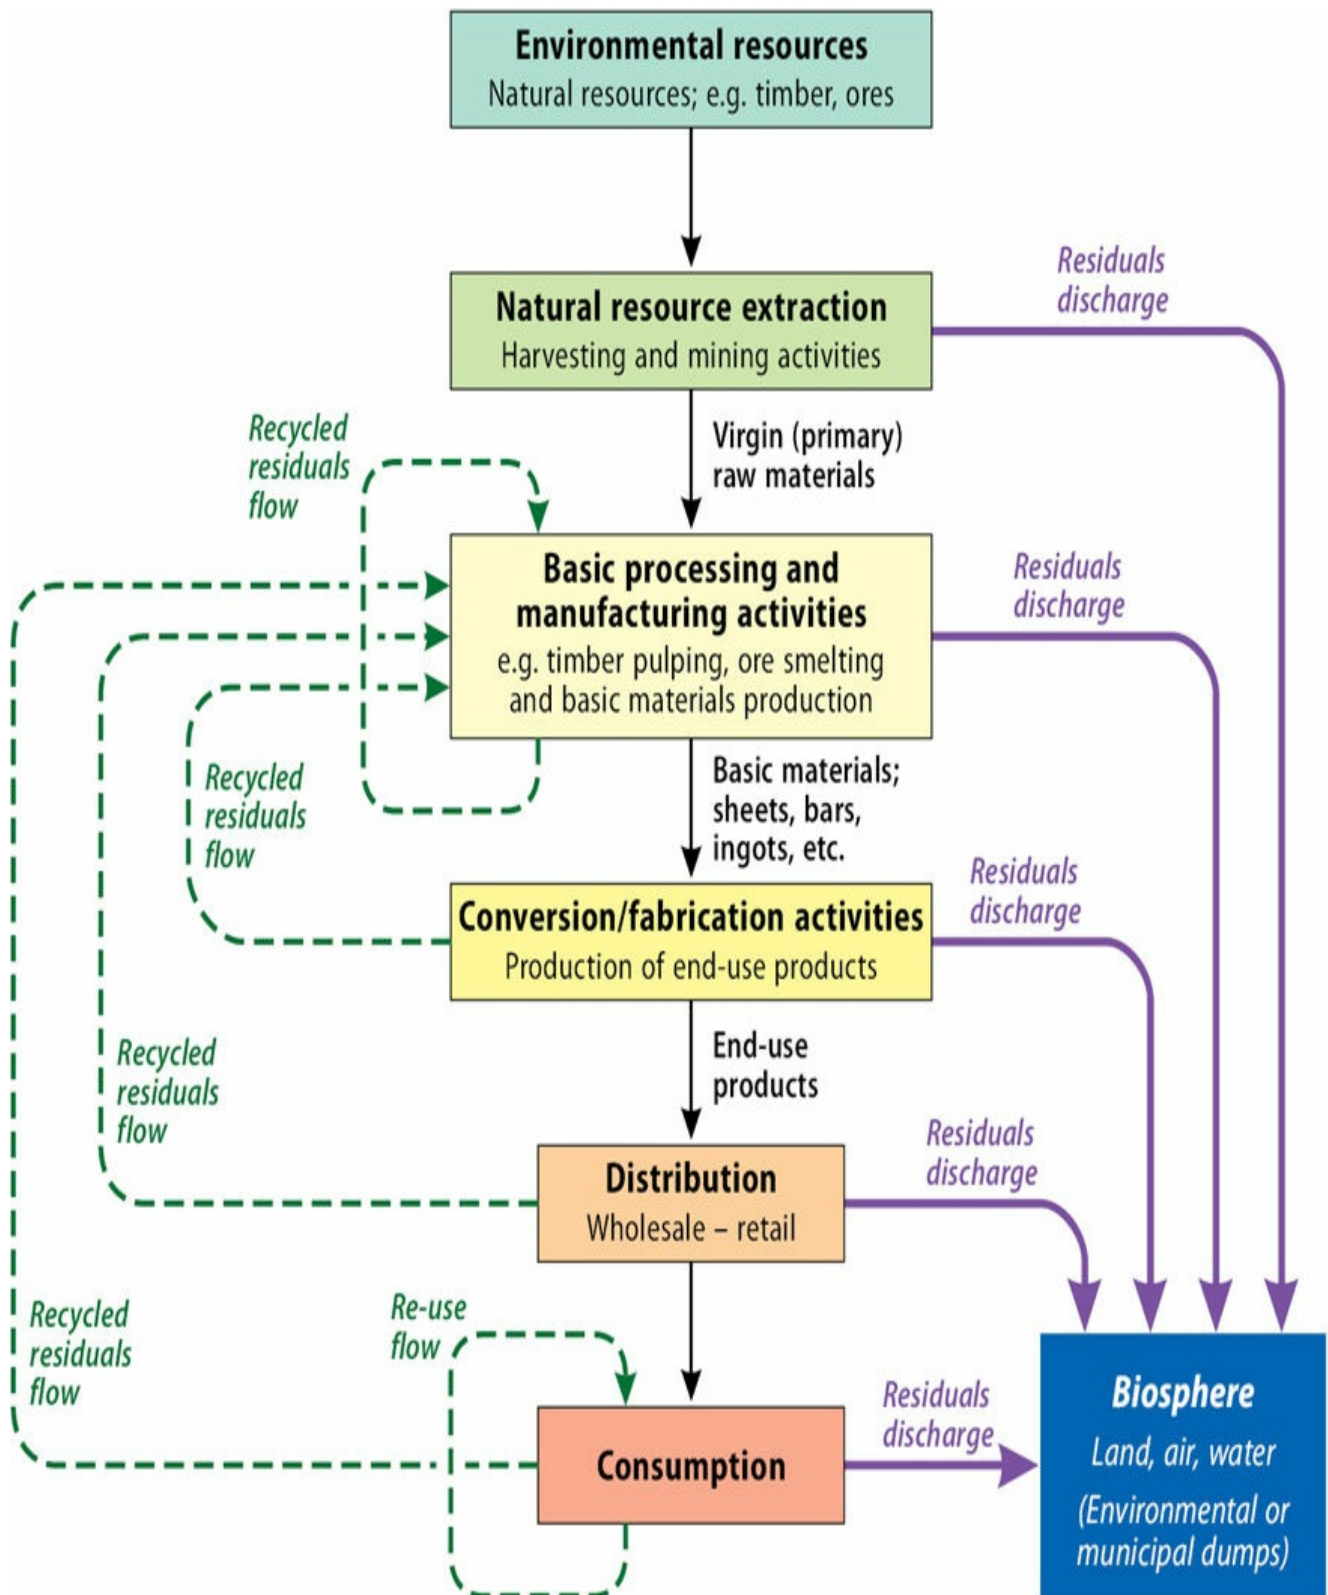 Environmental resources
Natural resources; e.g. timber, ores
Residuals
discharge
Natural resource extraction
Harvesting and mining activities
Recycled
residuals
flow
Virgin (primary)
raw materials
Basic processing and
manufacturing activities
e.g. timber pulping, ore smelting
and basic materials production
Residuals
discharge
Recycled
residuals
flow
Basic materials;
sheets, bars,
ingots, etc.
Conversion/fabrication activities
Production of end-use products
Residuals
discharge
Recycled
residuals
flow
End-use
products
Distribution
Wholesale – retail
Residuals
discharge
Recycled
residuals
flow
Re-use
flow
Consumption
Residuals
discharge
Biosphere
Land, air, water
(Environmental or
municipal dumps)